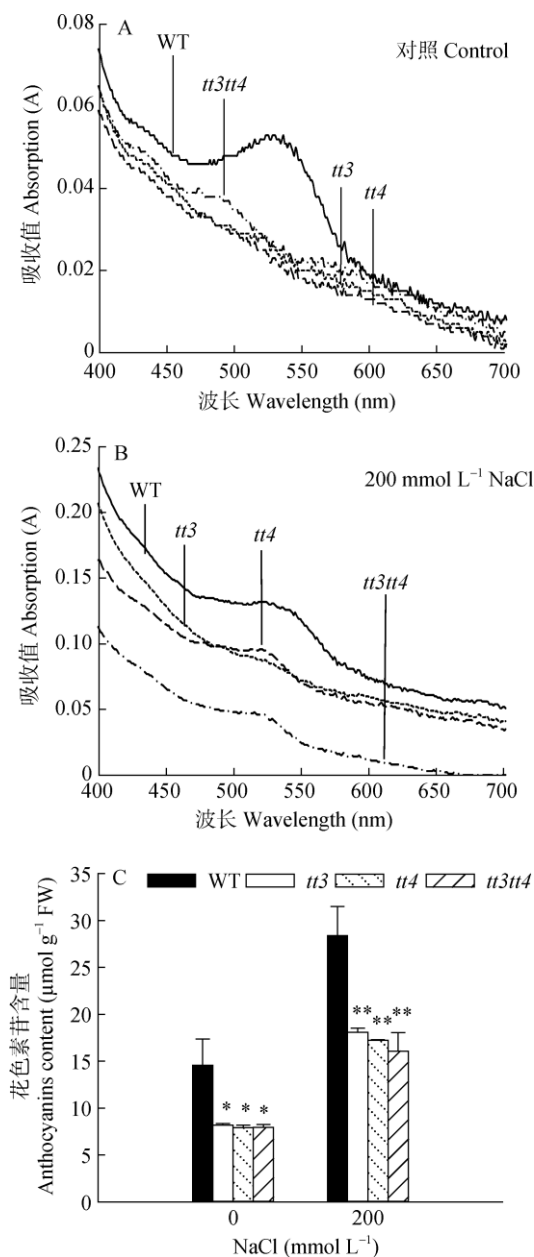 A
WT
对照 Control
tt3tt4
tt3
tt4
吸收值 Absorption (A)
0.08
0.06
0.04
0.02
0
400 450 500 550 600 650 700
波长 Wavelength (nm)
B
200 mmol L⁻¹ NaCl
WT
tt3
tt4
tt3tt4
吸收值 Absorption (A)
0.25
0.20
0.15
0.10
0.05
0
400 450 500 550 600 650 700
波长 Wavelength (nm)
C WT tt3 tt4 tt3tt4
花色素苷含量
Anthocyanins content (μmol g⁻¹ FW)
35
30
25
20
15
10
5
0
* * *
** ** **
0 200
NaCl (mmol L⁻¹)